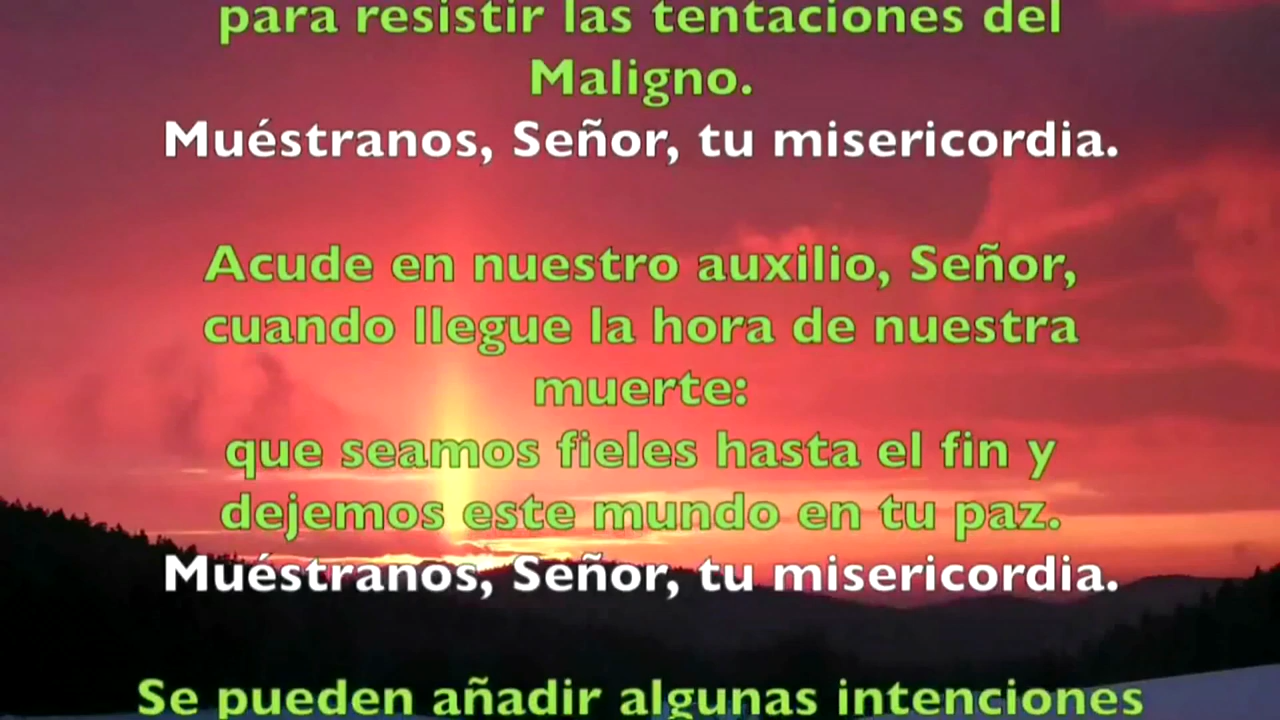 para resistir las tentaciones del
Maligno.
Muéstranos, Señor, tu misericordia.
Acude en nuestro auxilio, Señor,
cuando llegue la hora de nuestra
muerte:
que seamos fieles hasta el fin y
dejemos este mundo en tu paz.
Muéstranos, Señor, tu misericordia.
Se pueden añadir algunas intenciones